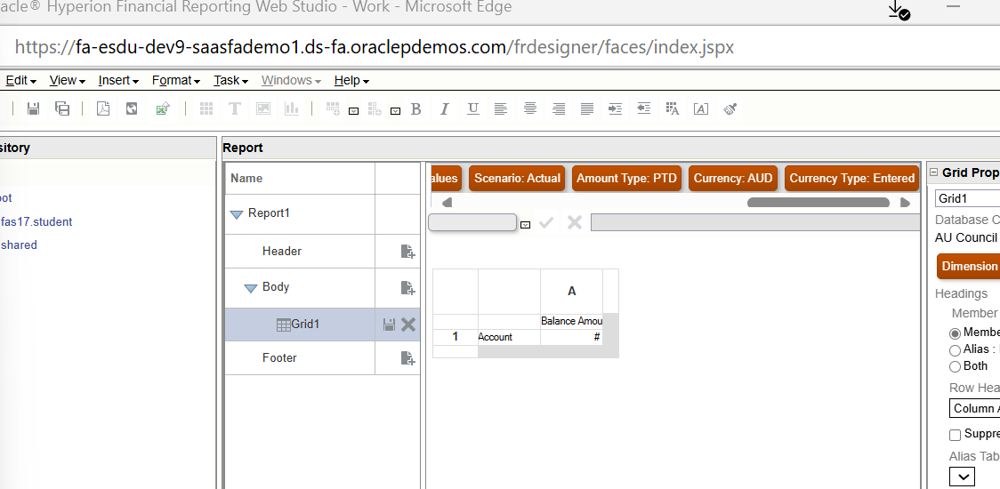 acle® Hyperion Financial Reporting Web Studio - Work - Microsoft Edge
https://fa-esdu-dev9-saasfademo1.ds-fa.oraclepdemos.com/frdesigner/faces/index.jspx
Edit View Insert Format Task Windows Help
B I U A A
sitory
Report
Name
alues Scenario: Actual Amount Type: PTD Currency: AUD Currency Type: Entered
Grid Prop
Report1
Header
Body
Grid1
Footer
oot
fas17.student
shared
A
Balance Amou
1 Account #
Grid1
Database C
AU Council
Dimension
Headings
Member
Membe
Alias :
Both
Row Hea
Column A
Suppre
Alias Tab